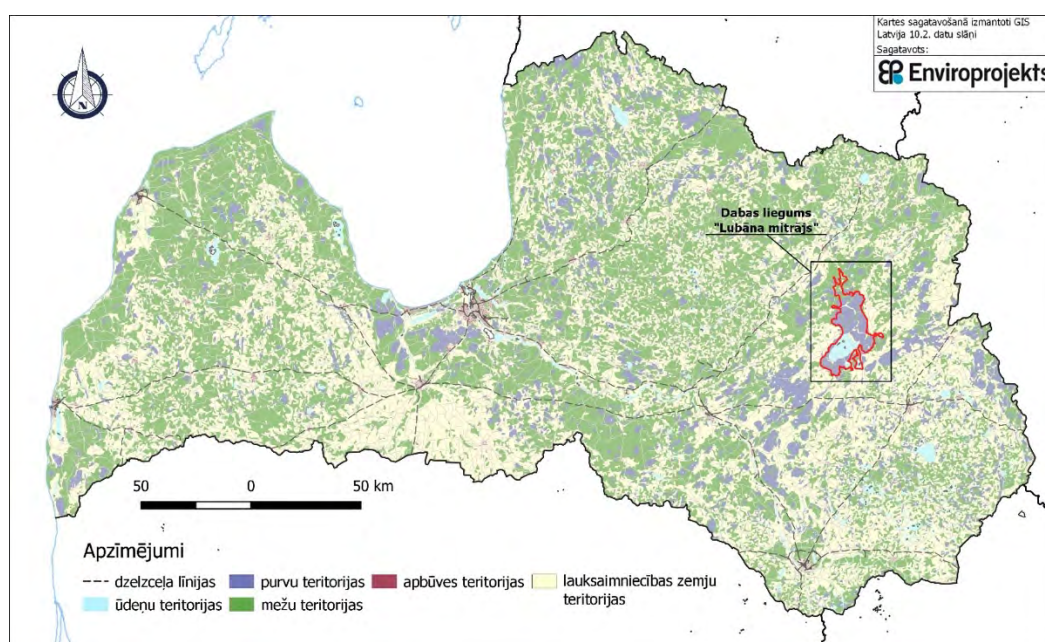 Kartes sagatavošanā izmantoti GIS
Latvija 10.2. datu slāņi
Sagatavots:
Enviroprojekts
N
Dabas liegums
"Lubāna mitrājs"
50 0 50 km
Apzīmējumi
dzelzceļa līnijas
purvu teritorijas
apbūves teritorijas
lauksaimniecības zemju
teritorijas
ūdeņu teritorijas
mežu teritorijas